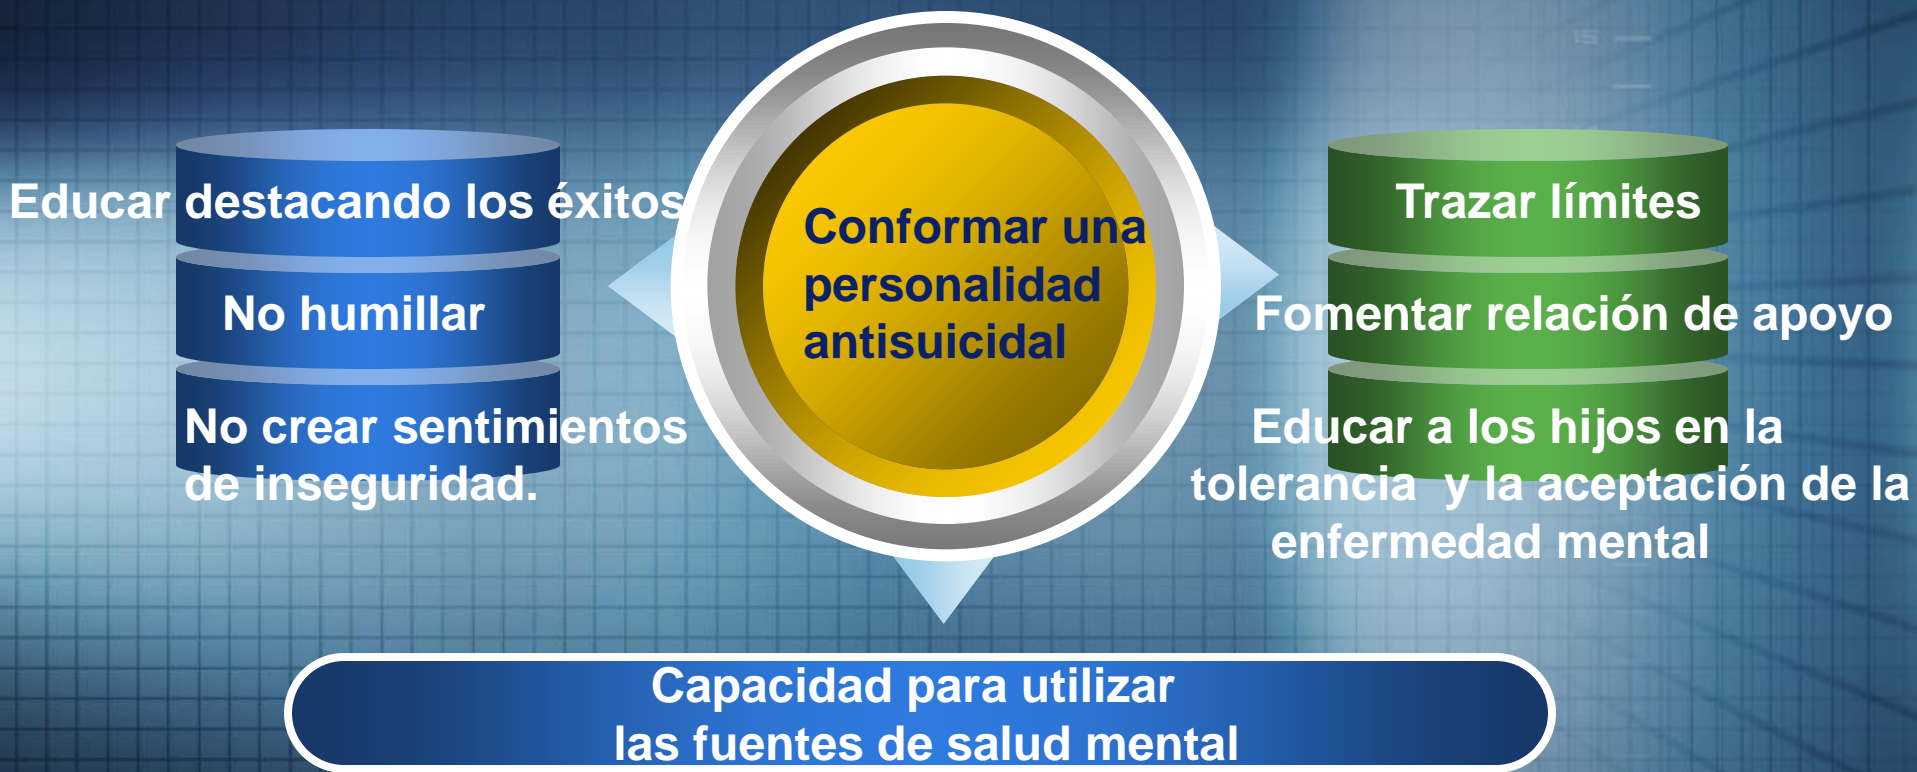 Educar destacando los éxitos
No humillar
No crear sentimientos
de inseguridad.
Conformar una
personalidad
antisuicidal
Trazar límites
Fomentar relación de apoyo
Educar a los hijos en la
tolerancia  y la aceptación de la
enfermedad mental
Capacidad para utilizar
las fuentes de salud mental